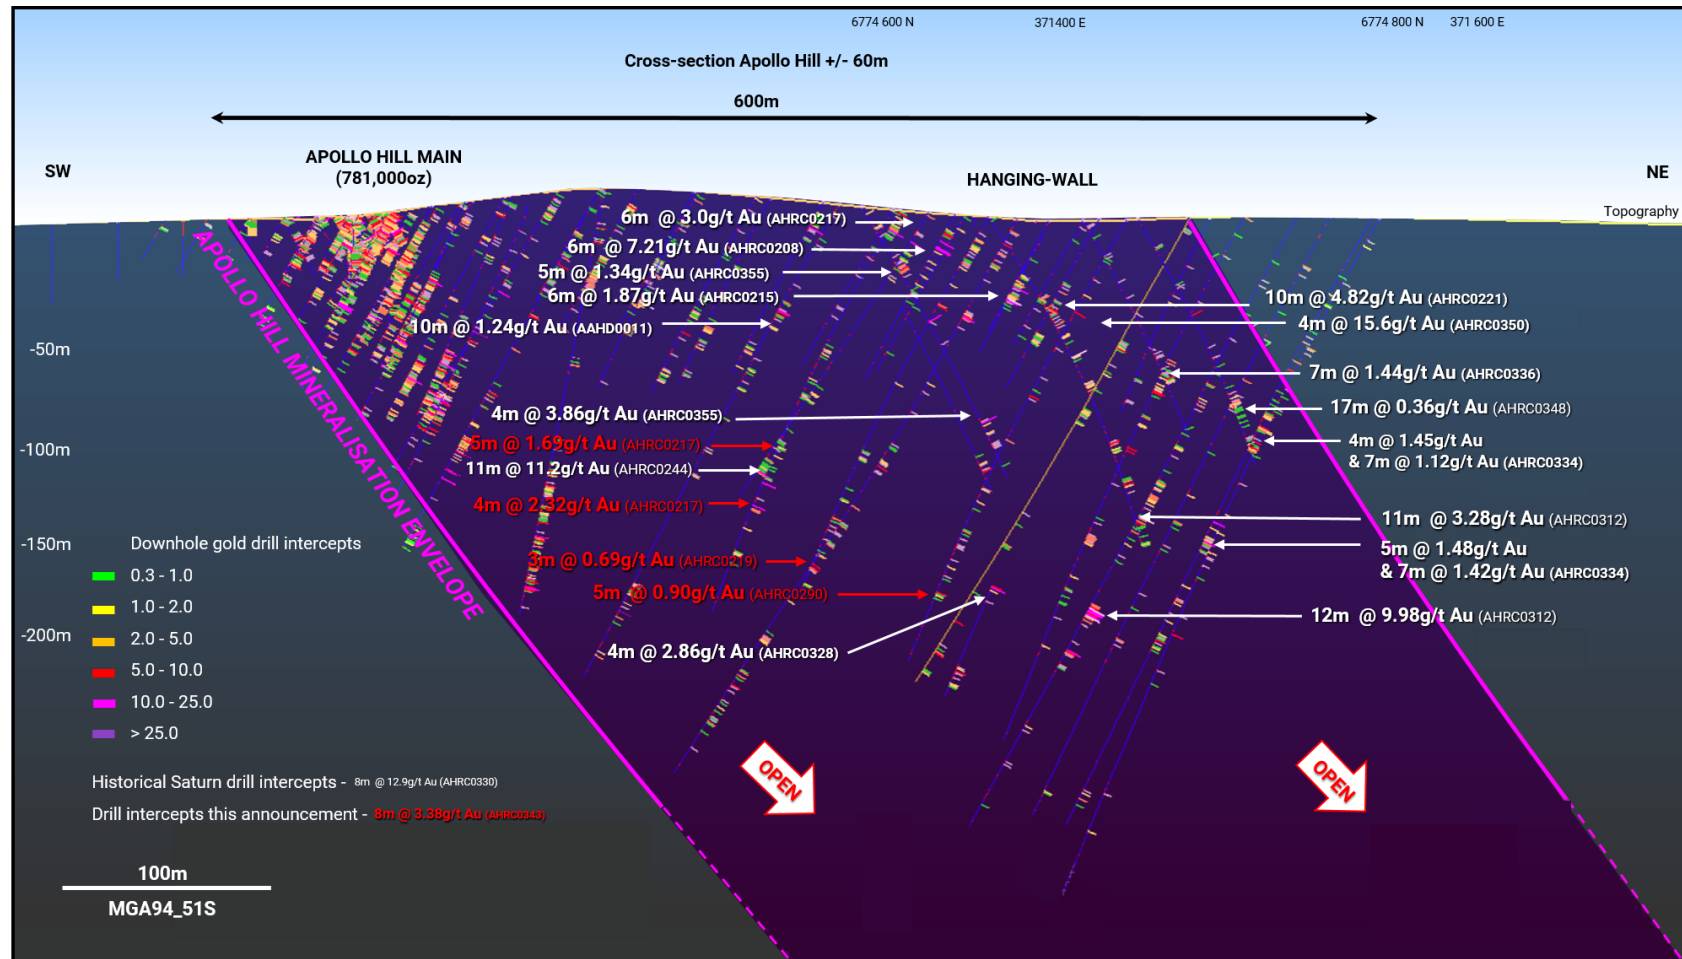 6774 600 N
371400 E
6774 800 N
371 600 E
Cross-section Apollo Hill +/- 60m
600m
SW
APOLLO HILL MAIN
(781,000oz)
HANGING-WALL
NE
Topography
6m @ 3.0g/t Au (AHRC0217)
6m @ 7.21g/t Au (AHRC0208)
5m @ 1.34g/t Au (AHRC0355)
6m @ 1.87g/t Au (AHRC0215)
10m @ 1.24g/t Au (AAHD0011)
10m @ 4.82g/t Au (AHRC0221)
4m @ 15.6g/t Au (AHRC0350)
7m @ 1.44g/t Au (AHRC0336)
17m @ 0.36g/t Au (AHRC0348)
4m @ 1.45g/t Au
& 7m @ 1.12g/t Au (AHRC0334)
4m @ 3.86g/t Au (AHRC0355)
5m @ 1.69g/t Au (AHRC0217)
11m @ 11.2g/t Au (AHRC0244)
4m @ 2.32g/t Au (AHRC0217)
3m @ 0.69g/t Au (AHRC0219)
5m @ 0.90g/t Au (AHRC0290)
4m @ 2.86g/t Au (AHRC0328)
11m @ 3.28g/t Au (AHRC0312)
5m @ 1.48g/t Au
& 7m @ 1.42g/t Au (AHRC0334)
12m @ 9.98g/t Au (AHRC0312)
-50m
-100m
-150m
-200m
APOLLO HILL MINERALISATION ENVELOPE
Downhole gold drill intercepts
0.3 - 1.0
1.0 - 2.0
2.0 - 5.0
5.0 - 10.0
10.0 - 25.0
> 25.0
Historical Saturn drill intercepts - 8m @ 12.9g/t Au (AHRC0330)
Drill intercepts this announcement - 8m @ 3.38g/t Au (AHRC0343)
OPEN
OPEN
100m
MGA94_51S